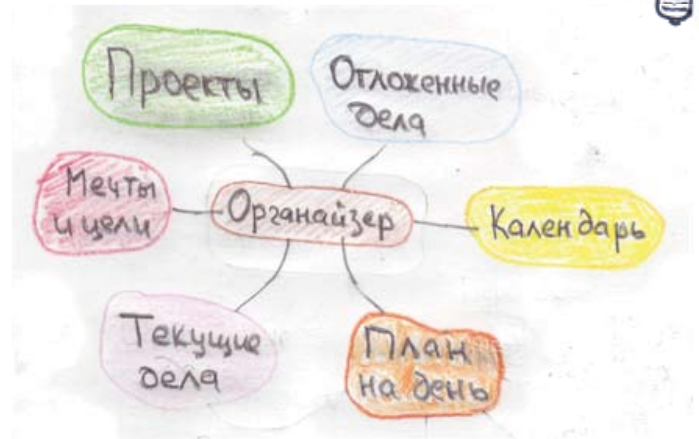 Проекты
Отложенные
дела
Мечты
и цели
Органайзер
Календарь
Текущие
дела
План
на день